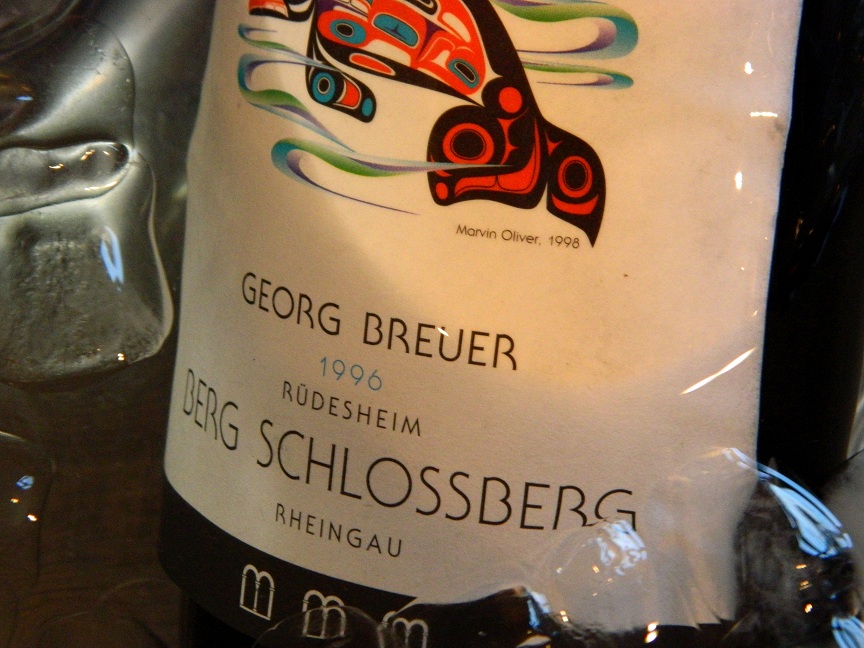 Marvin Oliver, 1998
GEORG BREUER
1996
RÜDESHEIM
BERG SCHLOSSBERG
RHEINGAU